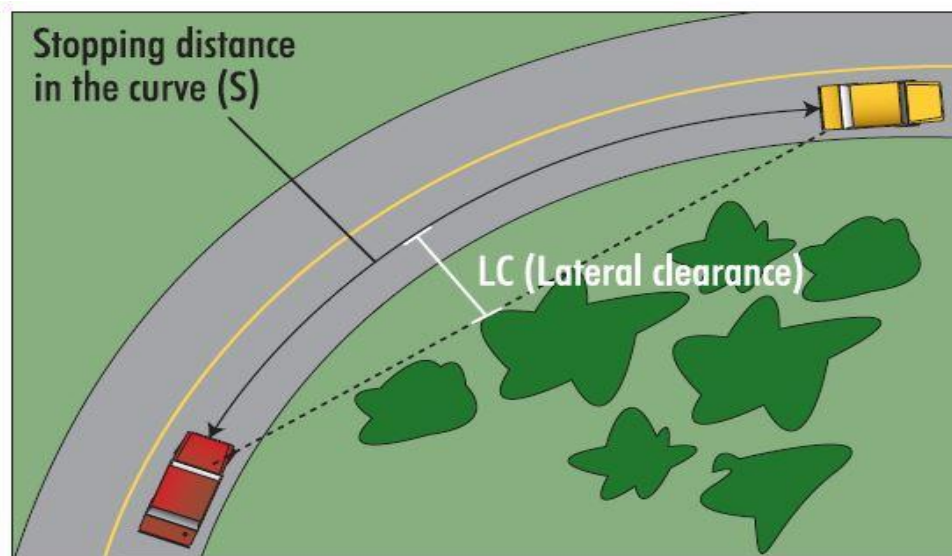 Stopping distance
in the curve (S)
LC (Lateral clearance)